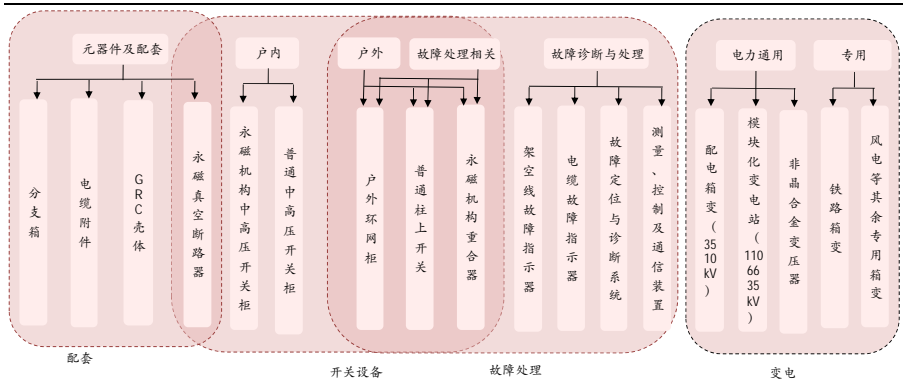 元器件及配套
户内
户外
故障处理相关
故障诊断与处理
电力通用
专用
分支箱
电缆附件
GRC壳体
永磁真空断路器
永磁机构中高压开关柜
普通中高压开关柜
户外环网柜
普通柱上开关
永磁机构重合器
架空线故障指示器
电缆故障指示器
故障定位与诊断系统
测量、控制及通信装置
配电箱变(35 10 kV)
模块化变电站(110 66 35kV)
非晶合金变压器
铁路箱变
风电等其余专用箱变
配套
开关设备
故障处理
变电